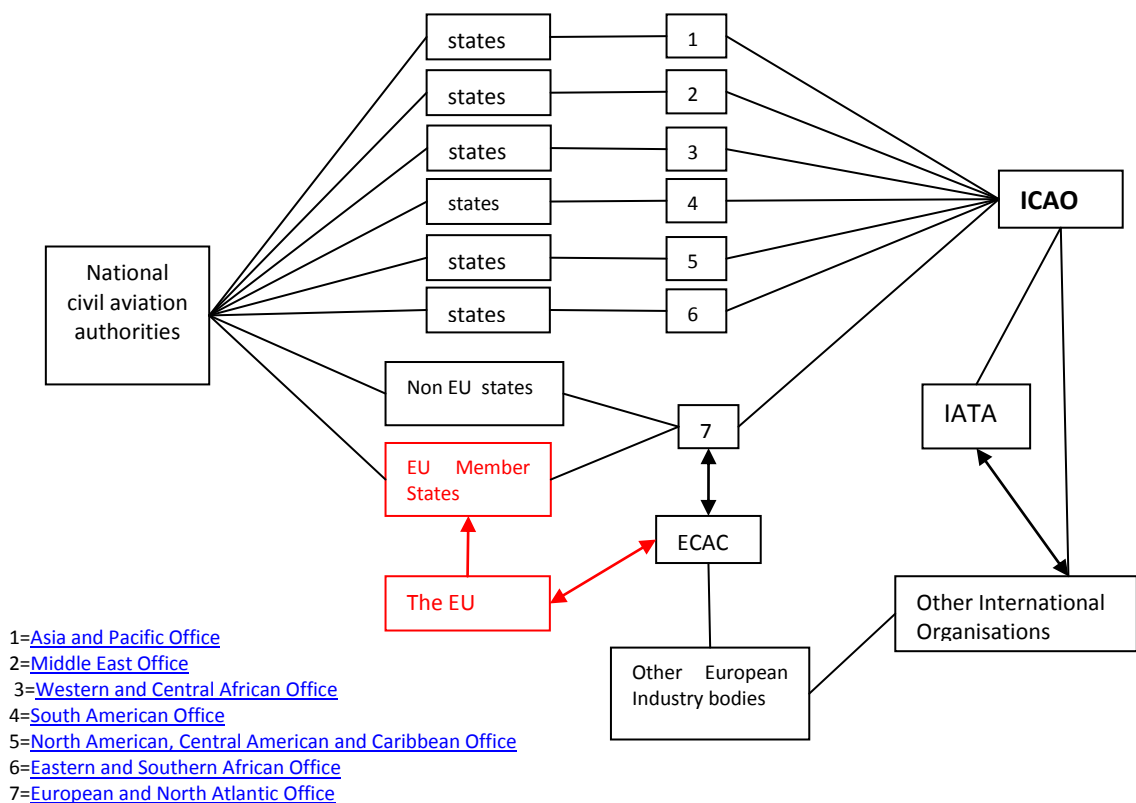 states
1
states
2
states
3
states
4
states
5
states
6
ICAO
National
civil aviation
authorities
Non EU states
7
IATA
EU Member
States
ECAC
The EU
Other International
Organisations
Other European
Industry bodies
1=Asia and Pacific Office
2=Middle East Office
3=Western and Central African Office
4=South American Office
5=North American, Central American and Caribbean Office
6=Eastern and Southern African Office
7=European and North Atlantic Office